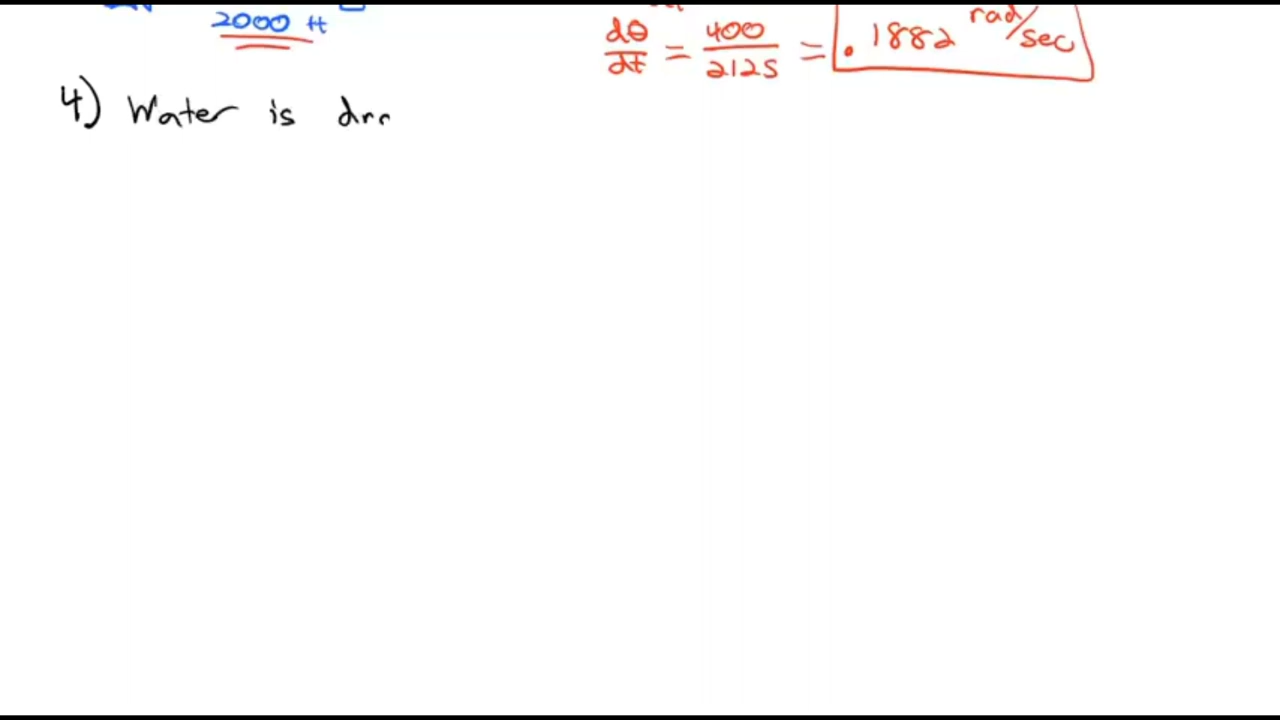 2000 ft
dθ/dt = 400/2125 = .1882 rad/sec
4) Water is